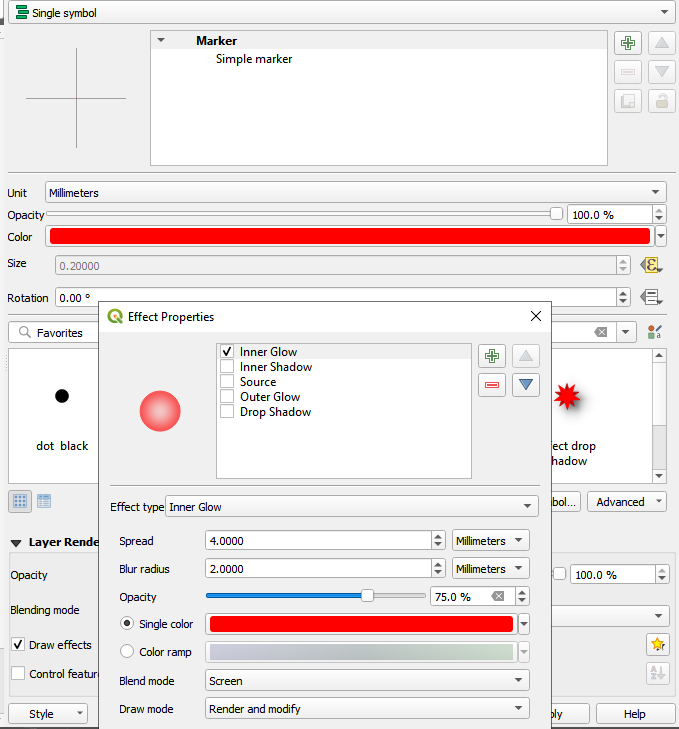 Single symbol
Marker
Simple marker
Unit Millimeters
Opacity 100.0 %
Color
Size 0.20000
Rotation 0.00 °
Effect Properties
Favorites
Inner Glow
Inner Shadow
Source
Outer Glow
Drop Shadow
dot black
ect drop
hadow
Effect type Inner Glow
bol...
Advanced
Spread 4.0000 Millimeters
Layer Rende
Blur radius 2.0000 Millimeters
Opacity 100.0 %
Opacity 75.0 %
Blending mode
Single color
Draw effects
Color ramp
Control featur
Blend mode Screen
Draw mode Render and modify
Style
ly
Help